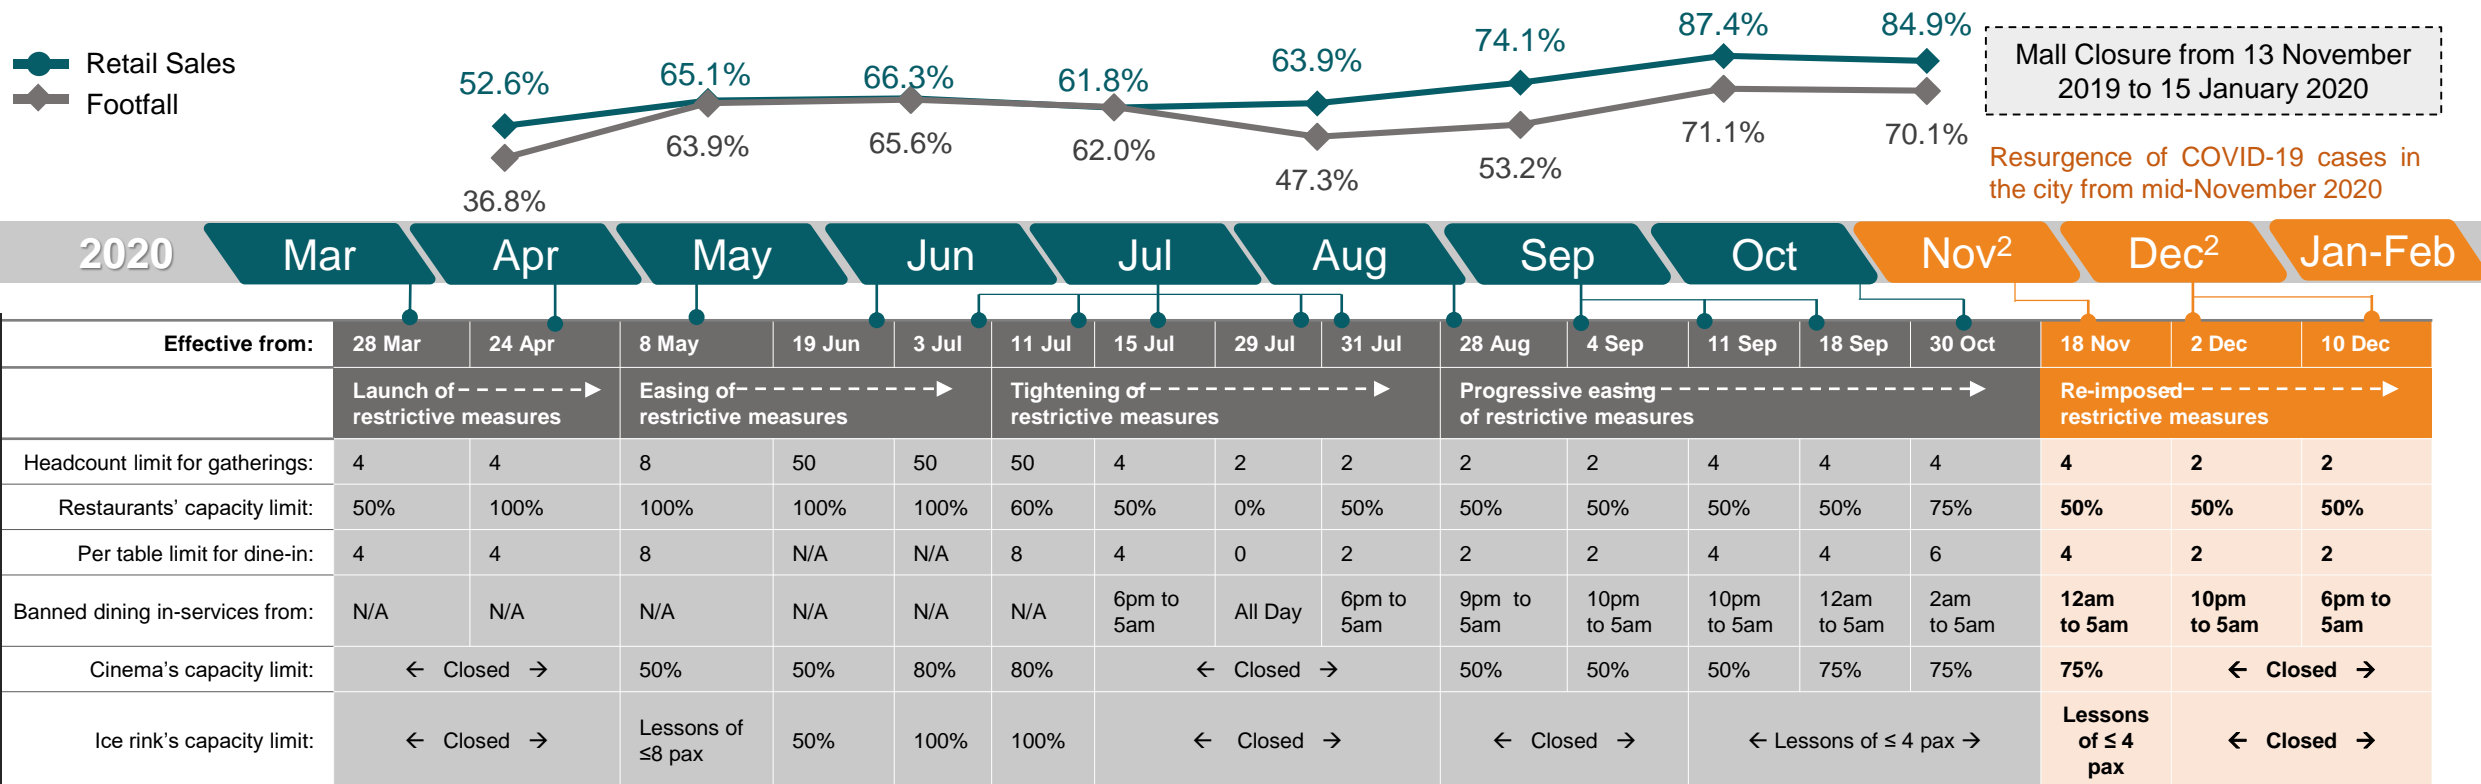 Retail Sales
Footfall
52.6% 65.1% 66.3% 61.8% 63.9% 74.1% 87.4% 84.9%
36.8% 63.9% 65.6% 62.0% 47.3% 53.2% 71.1% 70.1%
Mall Closure from 13 November
2019 to 15 January 2020
Resurgence of COVID-19 cases in
the city from mid-November 2020
2020 Mar Apr May Jun Jul Aug Sep Oct Nov² Dec² Jan-Feb
Effective from: 28 Mar 24 Apr 8 May 19 Jun 3 Jul 11 Jul 15 Jul 29 Jul 31 Jul 28 Aug 4 Sep 11 Sep 18 Sep 30 Oct 18 Nov 2 Dec 10 Dec
Launch of
restrictive measures
Easing of
restrictive measures
Tightening of
restrictive measures
Progressive easing
of restrictive measures
Re-imposed
restrictive measures
Headcount limit for gatherings: 4 4 8 50 50 50 4 2 2 2 2 4 4 4 4 2 2
Restaurants’ capacity limit: 50% 100% 100% 100% 100% 60% 50% 0% 50% 50% 50% 50% 50% 75% 50% 50% 50%
Per table limit for dine-in: 4 4 8 N/A N/A 8 4 0 2 2 2 4 4 6 4 2 2
Banned dining in-services from: N/A N/A N/A N/A N/A N/A
6pm to
5am
All Day
6pm to
5am
9pm to
5am
10pm
to 5am
10pm
to 5am
12am
to 5am
2am
to 5am
12am
to 5am
10pm
to 5am
6pm to
5am
Cinema’s capacity limit: ← Closed → 50% 50% 80% 80% ← Closed → 50% 50% 50% 75% 75% 75% ← Closed →
Ice rink’s capacity limit: ← Closed →
Lessons of
≤8 pax
50% 100% 100% ← Closed → ← Closed → ← Lessons of ≤ 4 pax →
Lessons
of ≤ 4
pax
← Closed →